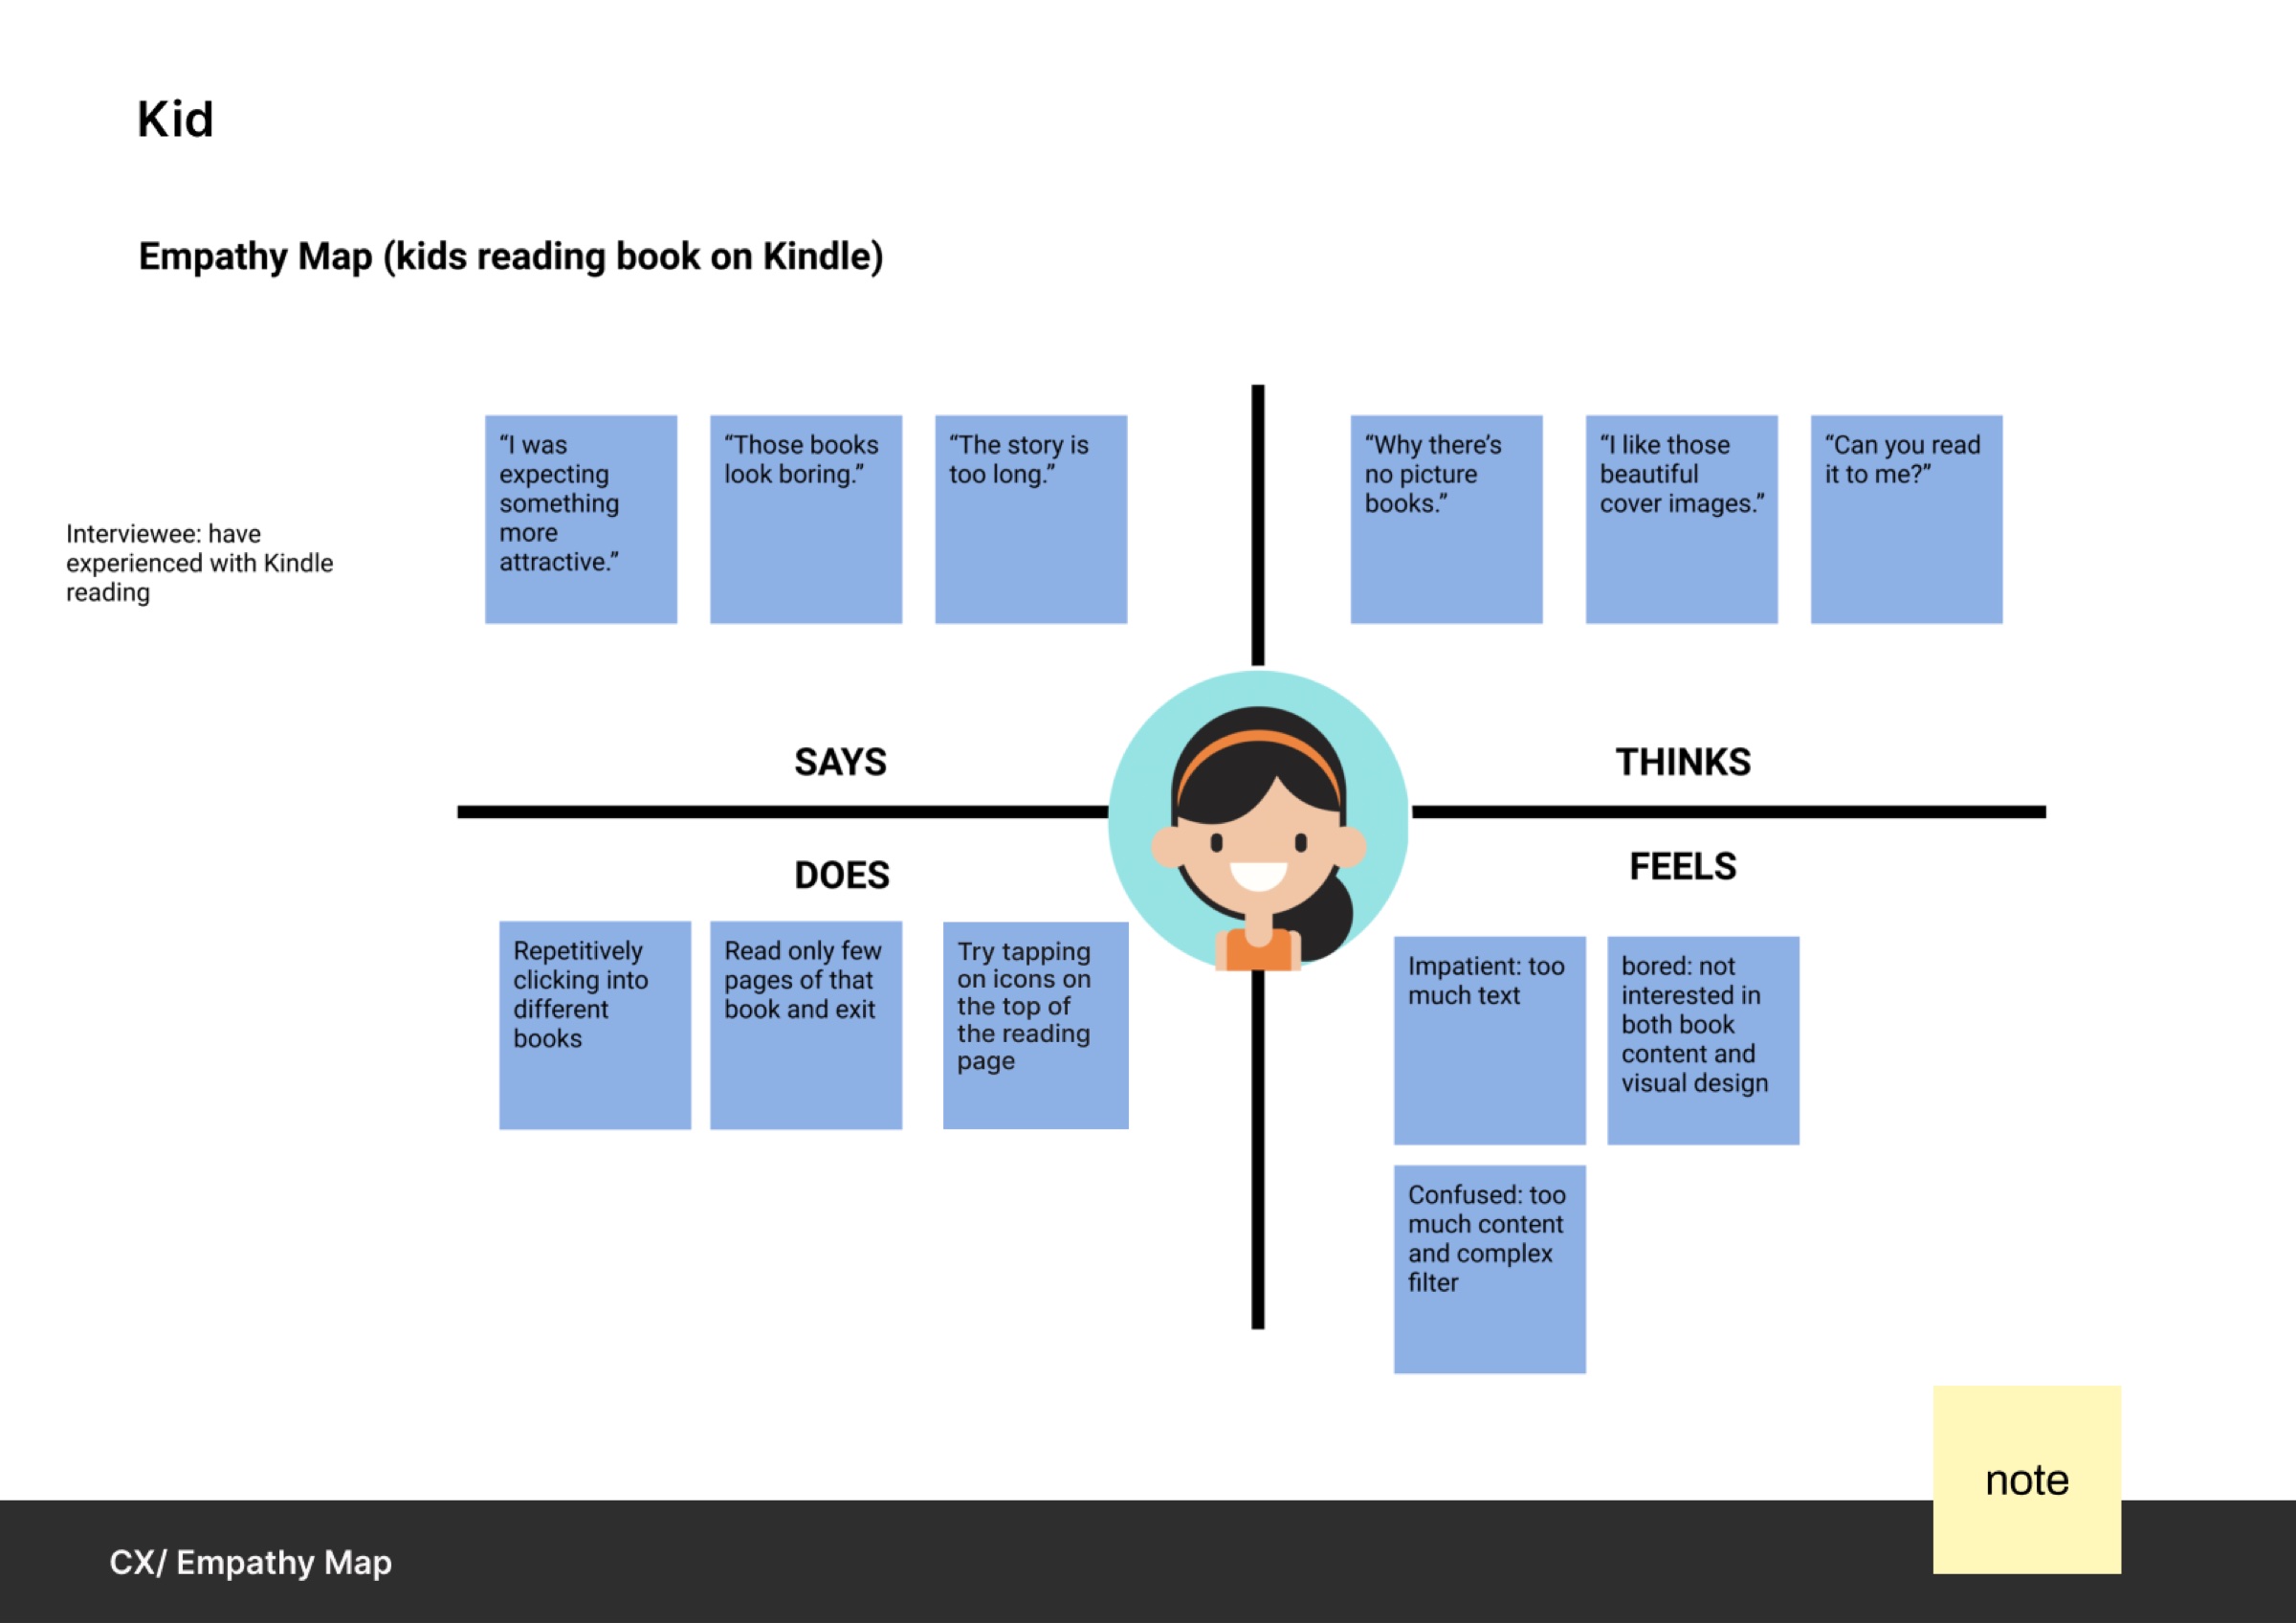 Kid
Empathy Map (kids reading book on Kindle)
Interviewee: have
experienced with Kindle
reading
“I was
expecting
something
more
attractive.”
“Those books
look boring.”
“The story is
too long.”
“Why there’s
no picture
books.”
“I like those
beautiful
cover images.”
“Can you read
it to me?”
SAYS
THINKS
DOES
FEELS
Repetitively
clicking into
different
books
Read only few
pages of that
book and exit
Try tapping
on icons on
the top of
the reading
page
Impatient: too
much text
bored: not
interested in
both book
content and
visual design
Confused: too
much content
and complex
filter
note
CX/ Empathy Map